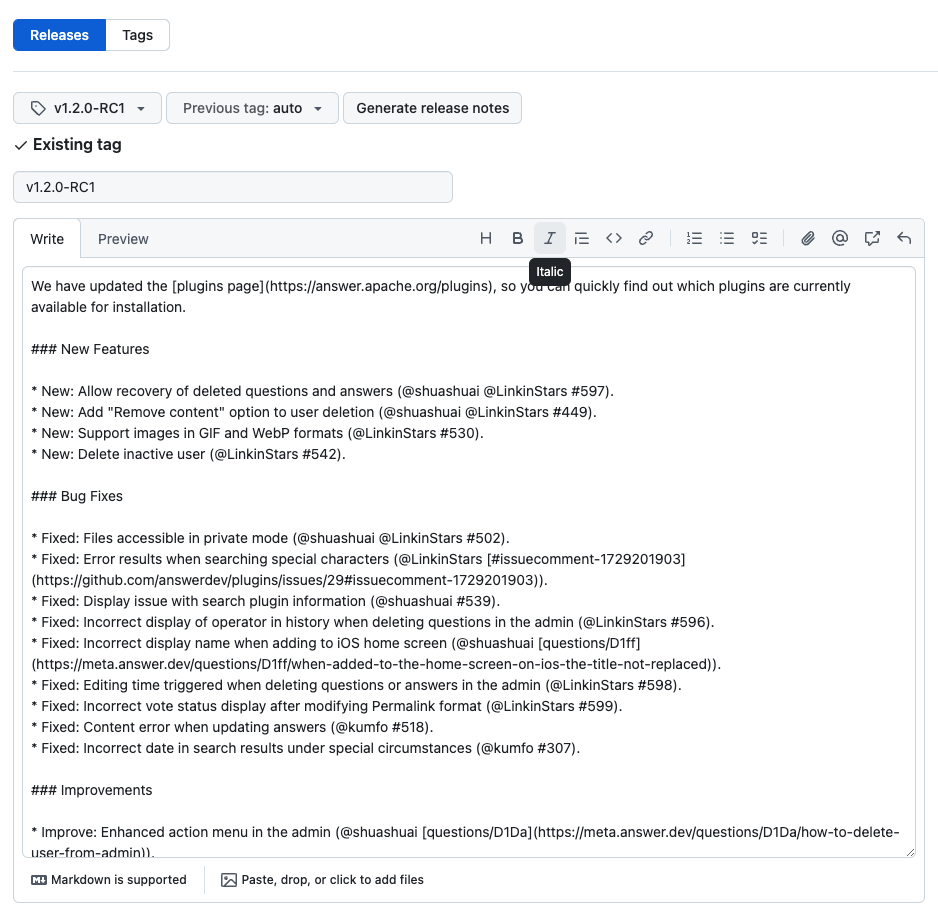 Releases Tags
v1.2.0-RC1 Previous tag: auto Generate release notes
Existing tag
v1.2.0-RC1
Write Preview
Italic
We have updated the [plugins page](https://answer.apache.org/plugins), so you can quickly find out which plugins are currently
available for installation.
### New Features
* New: Allow recovery of deleted questions and answers (@shuashuai @LinkinStars #597).
* New: Add "Remove content" option to user deletion (@shuashuai @LinkinStars #449).
* New: Support images in GIF and WebP formats (@LinkinStars #530).
* New: Delete inactive user (@LinkinStars #542).
### Bug Fixes
* Fixed: Files accessible in private mode (@shuashuai @LinkinStars #502).
* Fixed: Error results when searching special characters (@LinkinStars [#issuecomment-1729201903]
(https://github.com/answerdev/plugins/issues/29#issuecomment-1729201903)).
* Fixed: Display issue with search plugin information (@shuashuai #539).
* Fixed: Incorrect display of operator in history when deleting questions in the admin (@LinkinStars #596).
* Fixed: Incorrect display name when adding to iOS home screen (@shuashuai [questions/D1ff]
(https://meta.answer.dev/questions/D1ff/when-added-to-the-home-screen-on-ios-the-title-not-replaced)).
* Fixed: Editing time triggered when deleting questions or answers in the admin (@LinkinStars #598).
* Fixed: Incorrect vote status display after modifying Permalink format (@LinkinStars #599).
* Fixed: Content error when updating answers (@kumfo #518).
* Fixed: Incorrect date in search results under special circumstances (@kumfo #307).
### Improvements
* Improve: Enhanced action menu in the admin (@shuashuai [questions/D1Da](https://meta.answer.dev/questions/D1Da/how-to-delete-
user-from-admin)).
Markdown is supported Paste, drop, or click to add files